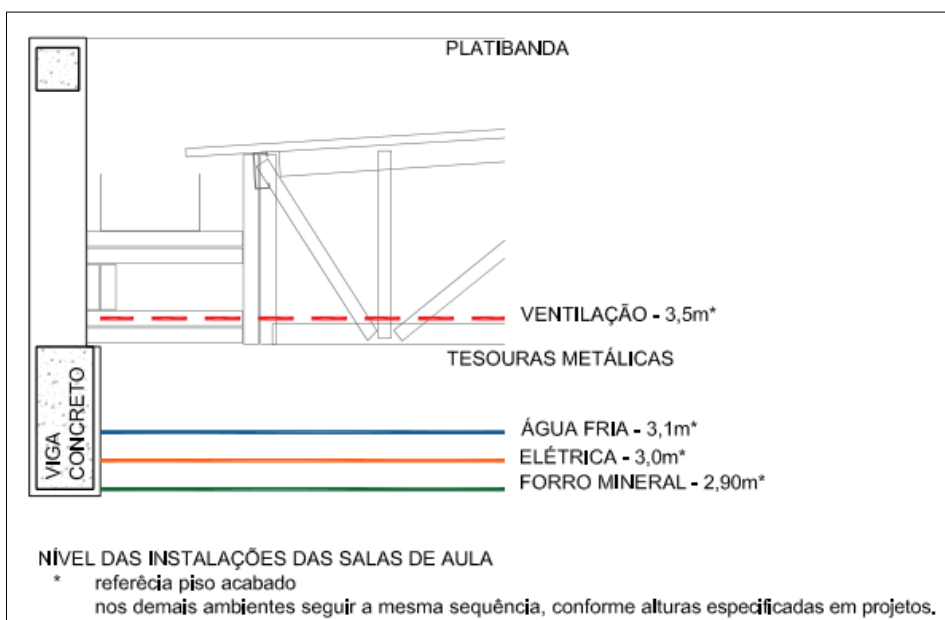 PLATIBANDA
VENTILAÇÃO - 3,5m*
TESOURAS METÁLICAS
VIGA
CONCRETO
ÁGUA FRIA - 3,1m*
ELÉTRICA - 3,0m*
FORRO MINERAL - 2,90m*
NÍVEL DAS INSTALAÇÕES DAS SALAS DE AULA
* referêcia piso acabado
nos demais ambientes seguir a mesma sequência, conforme alturas especificadas em projetos.